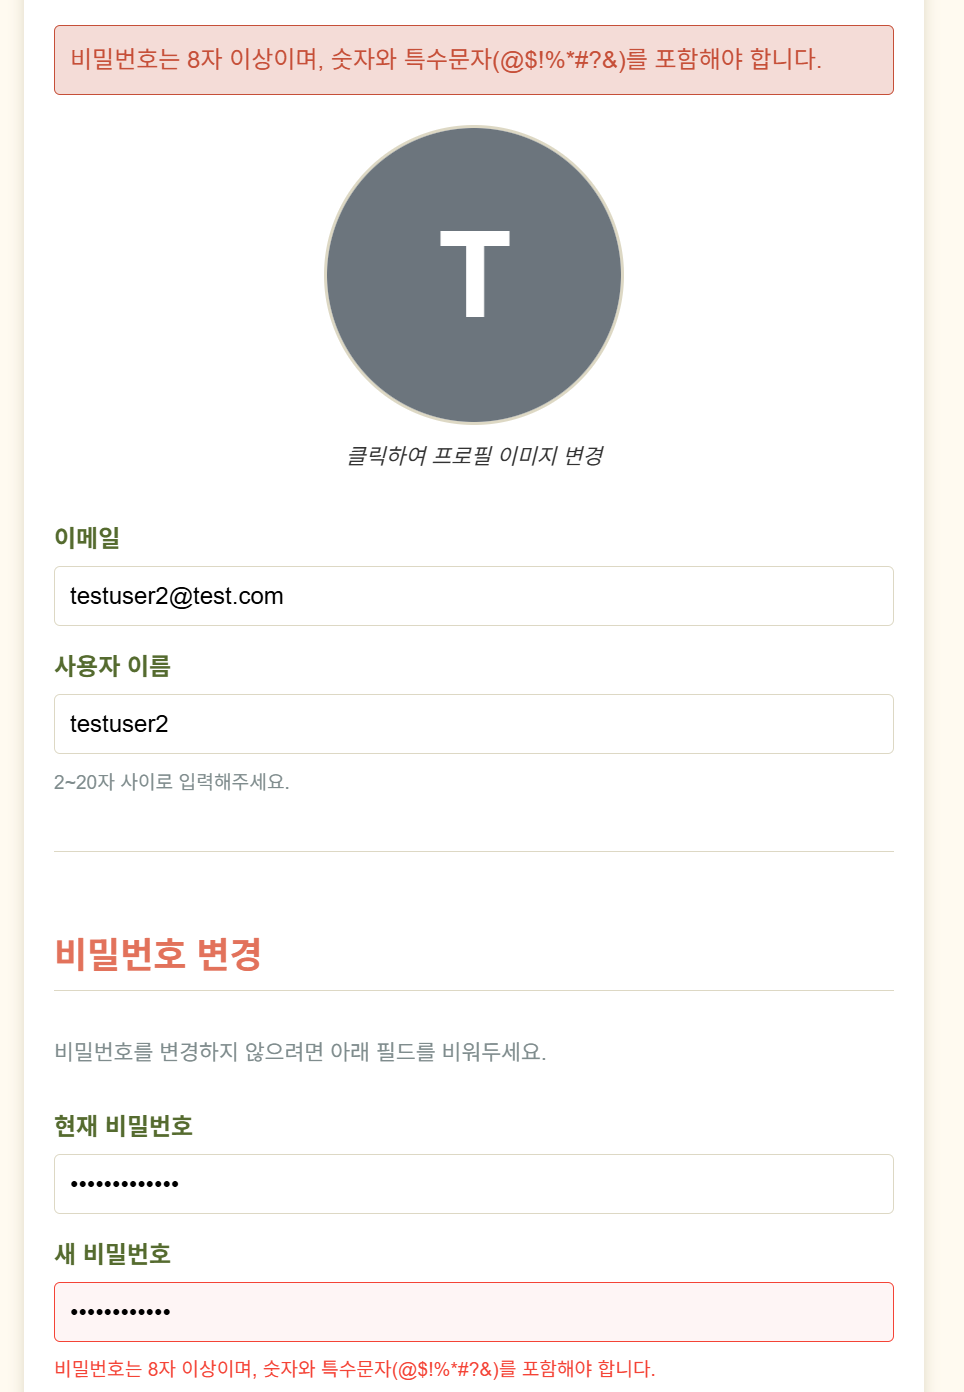 비밀번호는 8자 이상이며, 숫자와 특수문자(@$!%*#?&)를 포함해야 합니다.
T
클릭하여 프로필 이미지 변경
이메일
testuser2@test.com
사용자 이름
testuser2
2~20자 사이로 입력해주세요.
비밀번호 변경
비밀번호를 변경하지 않으려면 아래 필드를 비워두세요.
현재 비밀번호
•••••••••••••
새 비밀번호
••••••••••••
비밀번호는 8자 이상이며, 숫자와 특수문자(@$!%*#?&)를 포함해야 합니다.